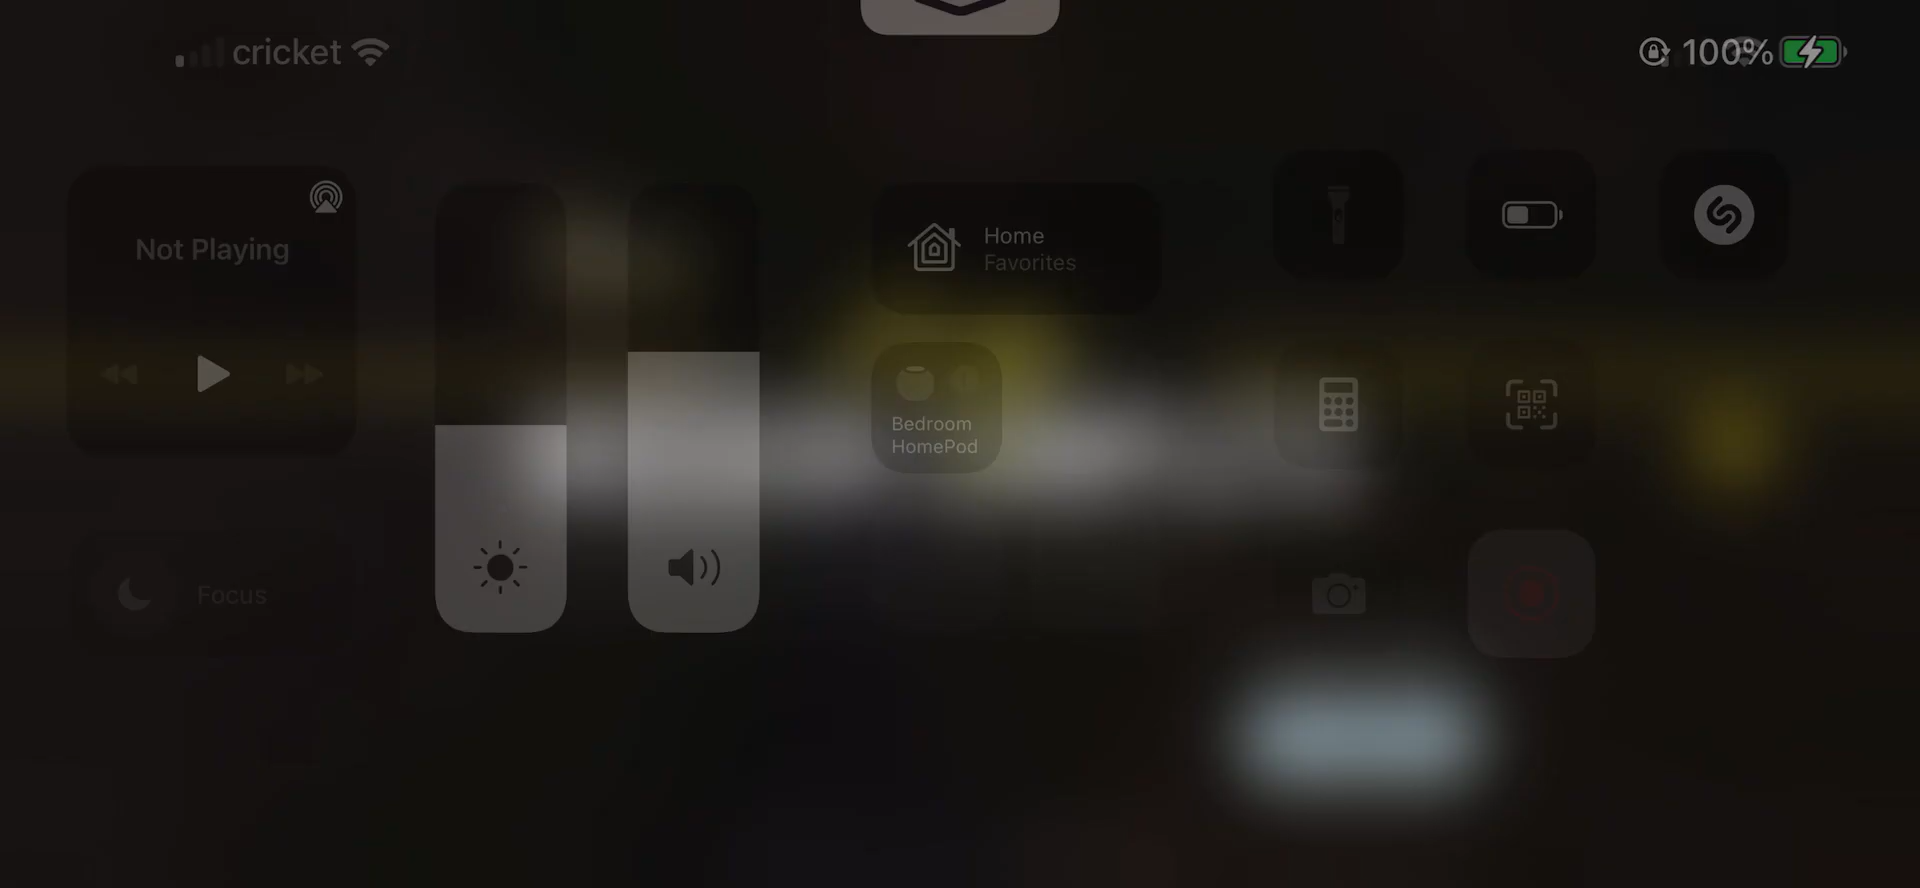 cricket
100%
Not Playing
Home
Favorites
Bedroom
HomePod
Focus